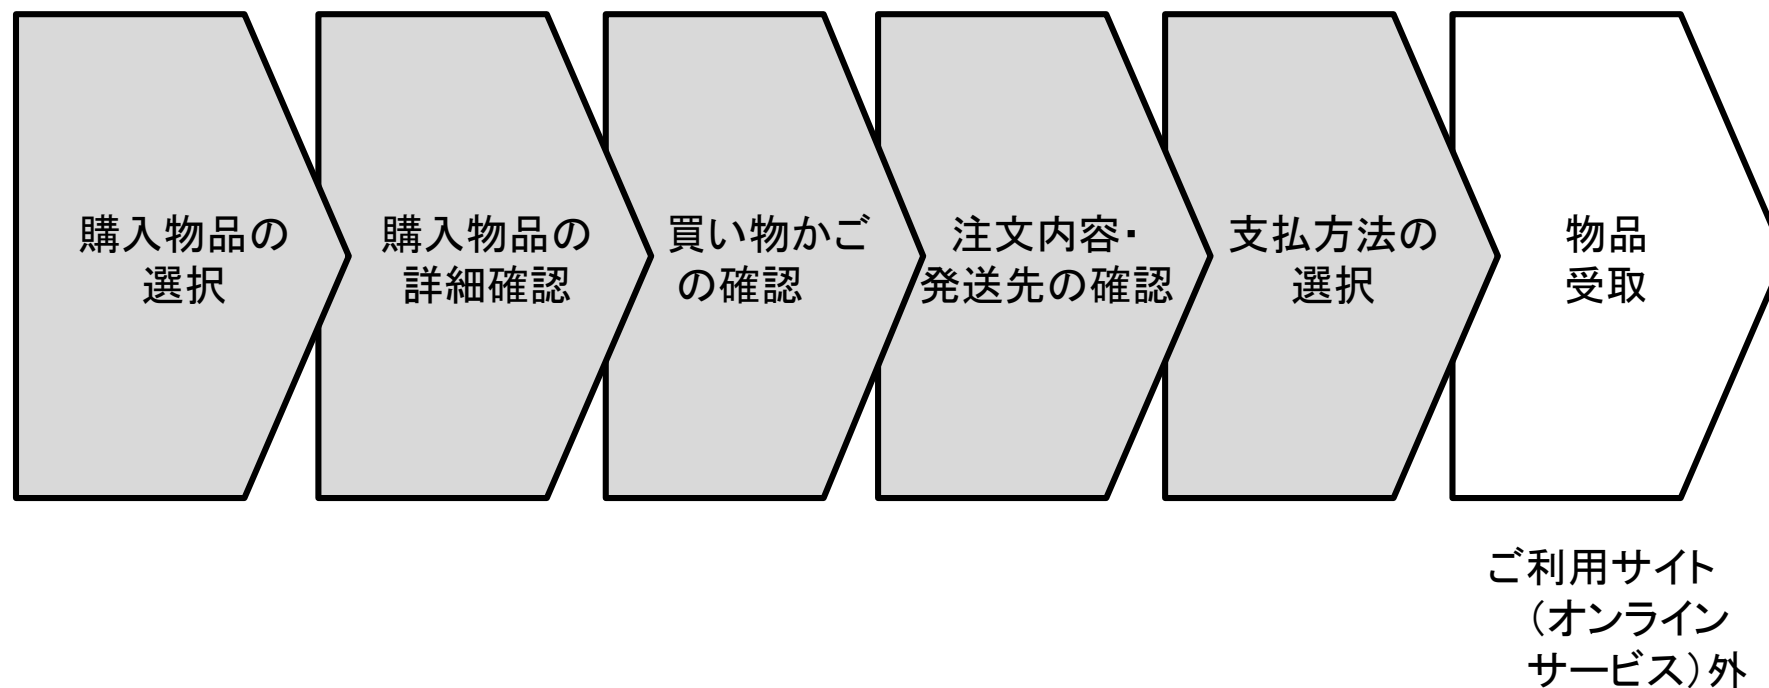 購入物品の
選択
購入物品の
詳細確認
買い物かご
の確認
注文内容・
発送先の確認
支払方法の
選択
物品
受取
ご利用サイト
（オンライン
サービス）外